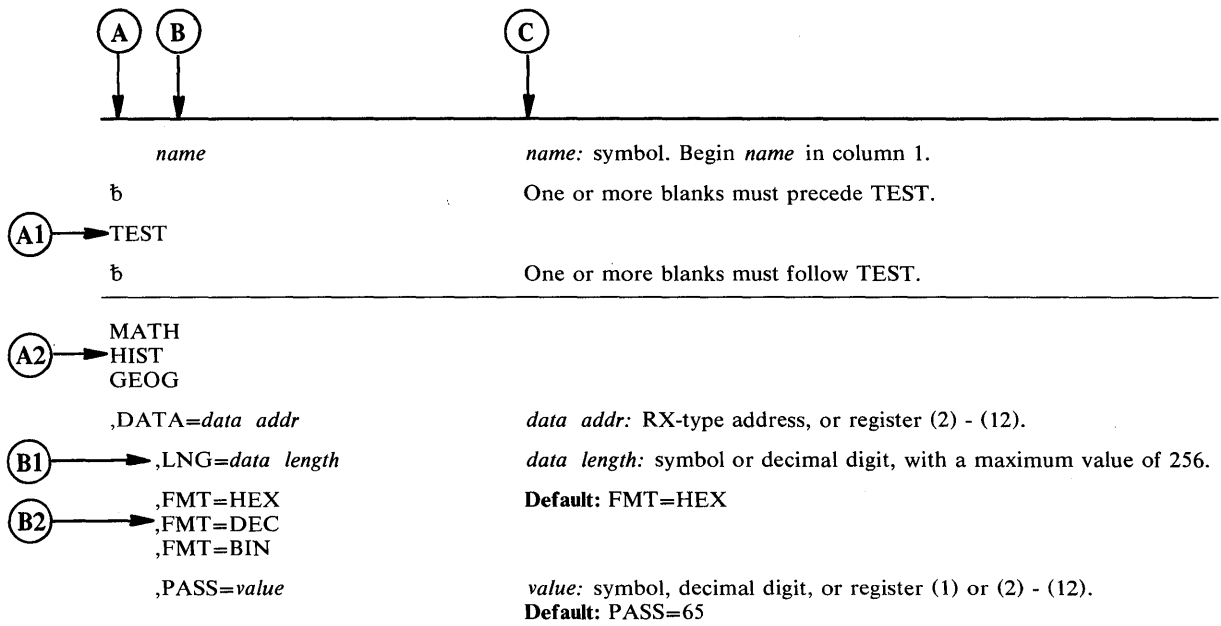 A B C
name name: symbol. Begin name in column 1.
ƀ One or more blanks must precede TEST.
A1 TEST
ƀ One or more blanks must follow TEST.
MATH
A2 HIST
GEOG
,DATA=data addr data addr: RX-type address, or register (2) - (12).
B1 ,LNG=data length data length: symbol or decimal digit, with a maximum value of 256.
,FMT=HEX Default: FMT=HEX
B2 ,FMT=DEC
,FMT=BIN
,PASS=value value: symbol, decimal digit, or register (1) or (2) - (12).
Default: PASS=65